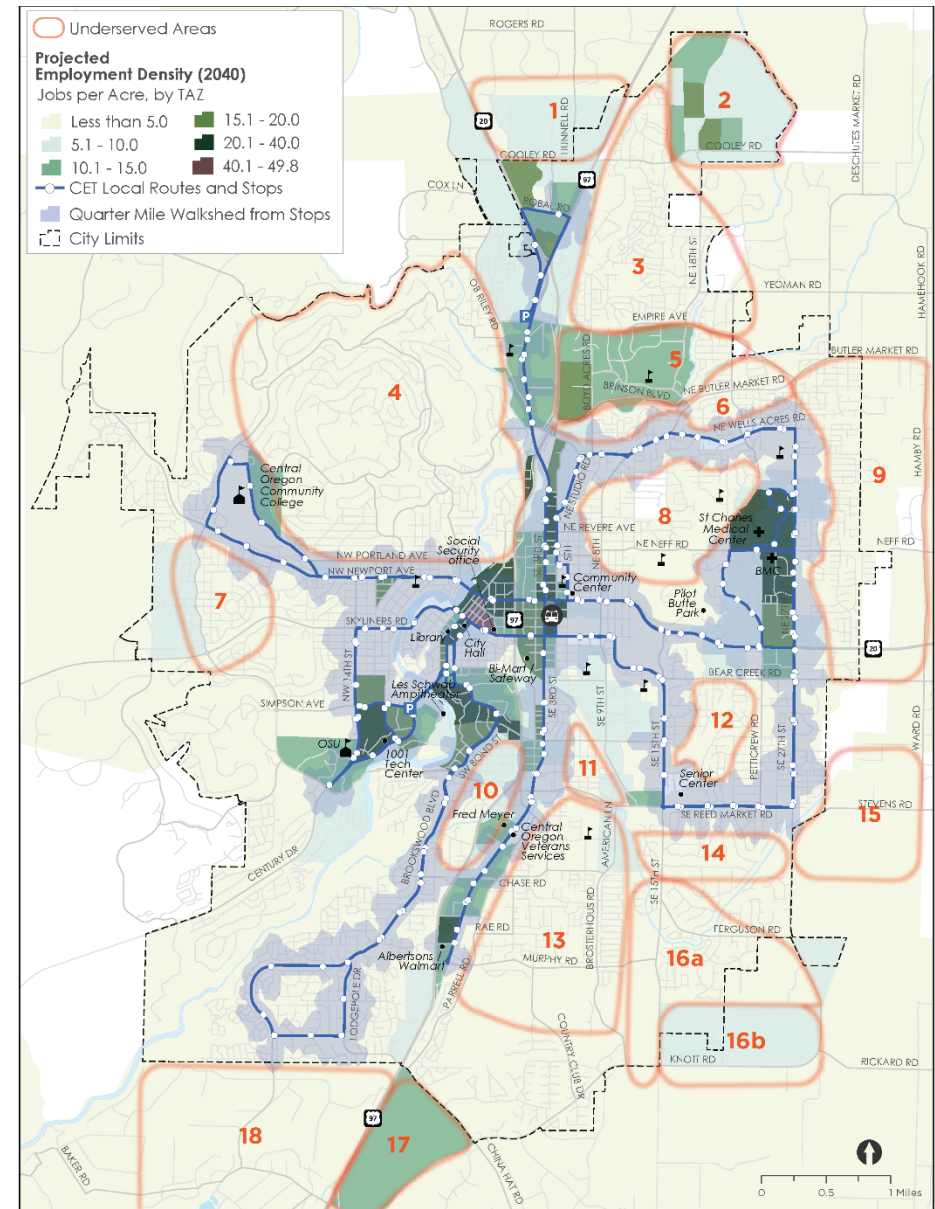 Underserved Areas
Projected
Employment Density (2040)
Jobs per Acre, by TAZ
Less than 5.0
5.1 - 10.0
10.1 - 15.0
15.1 - 20.0
20.1 - 40.0
40.1 - 49.8
CET Local Routes and Stops
Quarter Mile Walkshed from Stops
City Limits
ROGERS RD
1
20
HUNNELL RD
COOLEY RD
2
COOLEY RD
DESCHUTES MARKET RD
97
COX LN
ROBAL RD
3
NE 18TH ST
YEOMAN RD
HAMEHOOK RD
OB RILEY RD
P
EMPIRE AVE
BOYD ACRES RD
5
BRINSON BLVD
NE BUTLER MARKET RD
BUTLER MARKET RD
4
6
NE WELLS ACRES RD
9
HAMBY RD
Central
Oregon
Community
College
NE STUDIO RD
8
St Charles
Medical
Center
NE REVERE AVE
NE NEFF RD
NEFF RD
BMC
Social
Security
office
NW PORTLAND AVE
NW NEWPORT AVE
Community
Center
Pilot
Butte
Park
7
SKYLINERS RD
Library
City
Hall
97
20
Bi-Mart /
Safeway
BEAR CREEK RD
NW 14TH ST
Les Schwab
Ampitheater
SE 3RD ST
SE 9TH ST
SIMPSON AVE
P
OSU
1001
Tech
Center
SW BOND ST
SE 15TH ST
12
PETTIGREW RD
SE 27TH ST
WARD RD
10
11
Senior
Center
SE REED MARKET RD
STEVENS RD
15
Fred Meyer
Central
Oregon
Veterans
Services
AMERICAN LN
14
CENTURY DR
BROOKSWOOD BLVD
CHASE RD
SE 15TH ST
RAE RD
13
BROSTERHOUS RD
MURPHY RD
FERGUSON RD
16a
Albertsons
Walmart
PARRELL RD
LODGEPOLE DR
COUNTRY CLUB DR
16b
KNOTT RD
RICKARD RD
97
18
17
BAKER RD
CHINA HAT RD
0
0.5
1 Miles